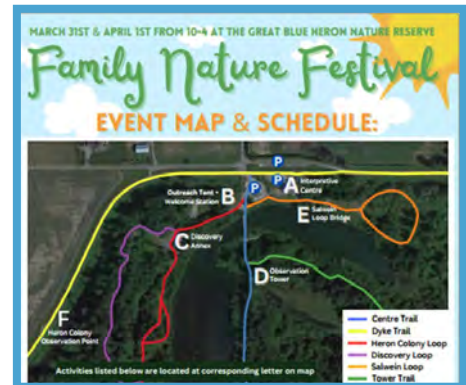 MARCH 31ST & APRIL 1ST FROM 10-4 AT THE GREAT BLUE HERON NATURE RESERVE
Family Nature Festival
EVENT MAP & SCHEDULE:
P
P
P
A
Interpretive
Centre
Outreach Tent +
Welcome Station
B
E
Salwein
Loop Bridge
C
Discovery
Annex
D
Observation
Tower
F
Heron Colony
Observation Point
Centre Trail
Dyke Trail
Heron Colony Loop
Discovery Loop
Salwein Loop
Tower Trail
Activities listed below are located at corresponding letter on map